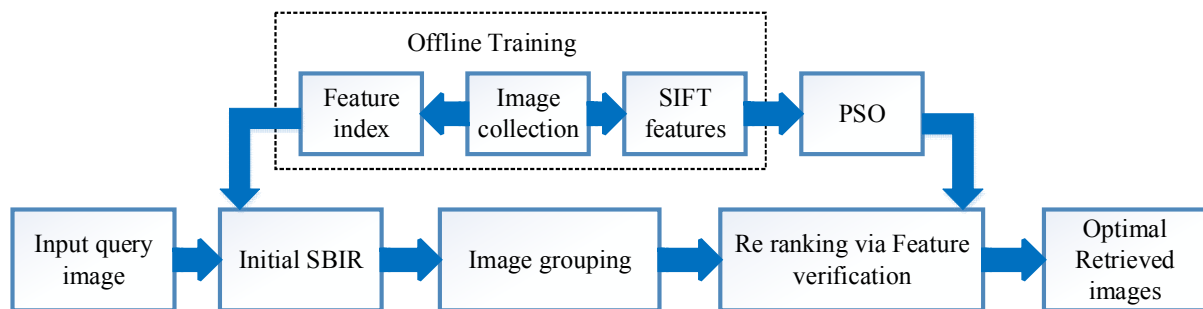 Offline Training
Feature
index
Image
collection
SIFT
features
PSO
Input query
image
Initial SBIR
Image grouping
Re ranking via Feature
verification
Optimal
Retrieved
images